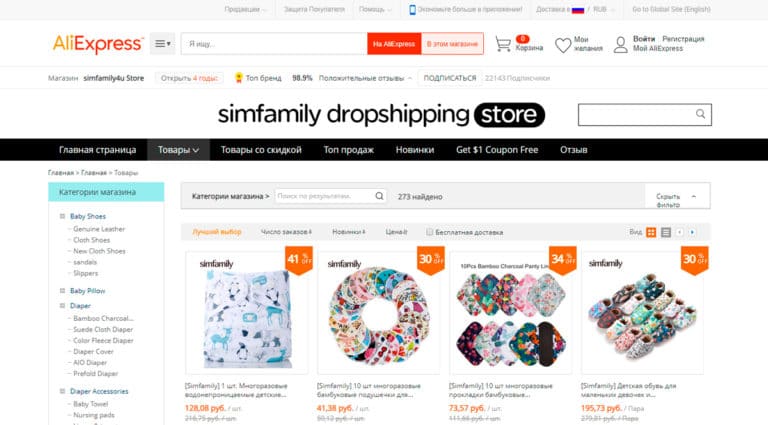 Продавцам Защита Покупателя Помощь Экономьте больше в приложении! Доставка в / RUB Go to Global Site (English)
AliExpress Я ищу... На AliExpress В этом магазине 0 Корзина Мои желания Войти Регистрация Мой AliExpress
Магазин simfamily4u Store Открыть 4 годы: Топ бренд 98.9% Положительные отзывы ПОДПИСАТЬСЯ 22143 Подписчики
simfamily dropshipping store
Главная страница Товары Товары со скидкой Топ продаж Новинки Get $1 Coupon Free Отзыв
Главная > Главная > Товары
Категории магазина
Baby Shoes
Genuine Leather
Cloth Shoes
New Cloth Shoes
sandals
Slippers
Baby Pillow
Diaper
Bamboo Charcoal...
Suede Cloth Diaper
Color Fleece Diaper
Diaper Cover
AIO Diaper
Prefold Diaper
Diaper Accessories
Baby Towel
Nursing pads
Категории магазина > Поиск по результатам. 273 найдено Скрыть фильтр
Лучший выбор Число заказов Новинки Цена Бесплатная доставка Вид
simfamily 41 % OFF
simfamily 30 % OFF
10Pcs Bamboo Charcoal Panty Lin 34 % OFF
simfamily 30 % OFF
[Simfamily] 1 шт. Многоразовые водонепроницаемые детские...
128,08 руб. / шт.
216,75 руб. / шт.
[Simfamily] 10 шт многоразовые бамбуковые подушечки для...
41,38 руб. / шт.
59,12 руб. / шт.
[Simfamily] 10 шт многоразовые прокладки бамбуковые...
73,57 руб. / шт.
111,66 руб. / шт.
[Simfamily] Детская обувь для маленьких девочек и...
195,73 руб. / Пара
279,81 руб. / Пара